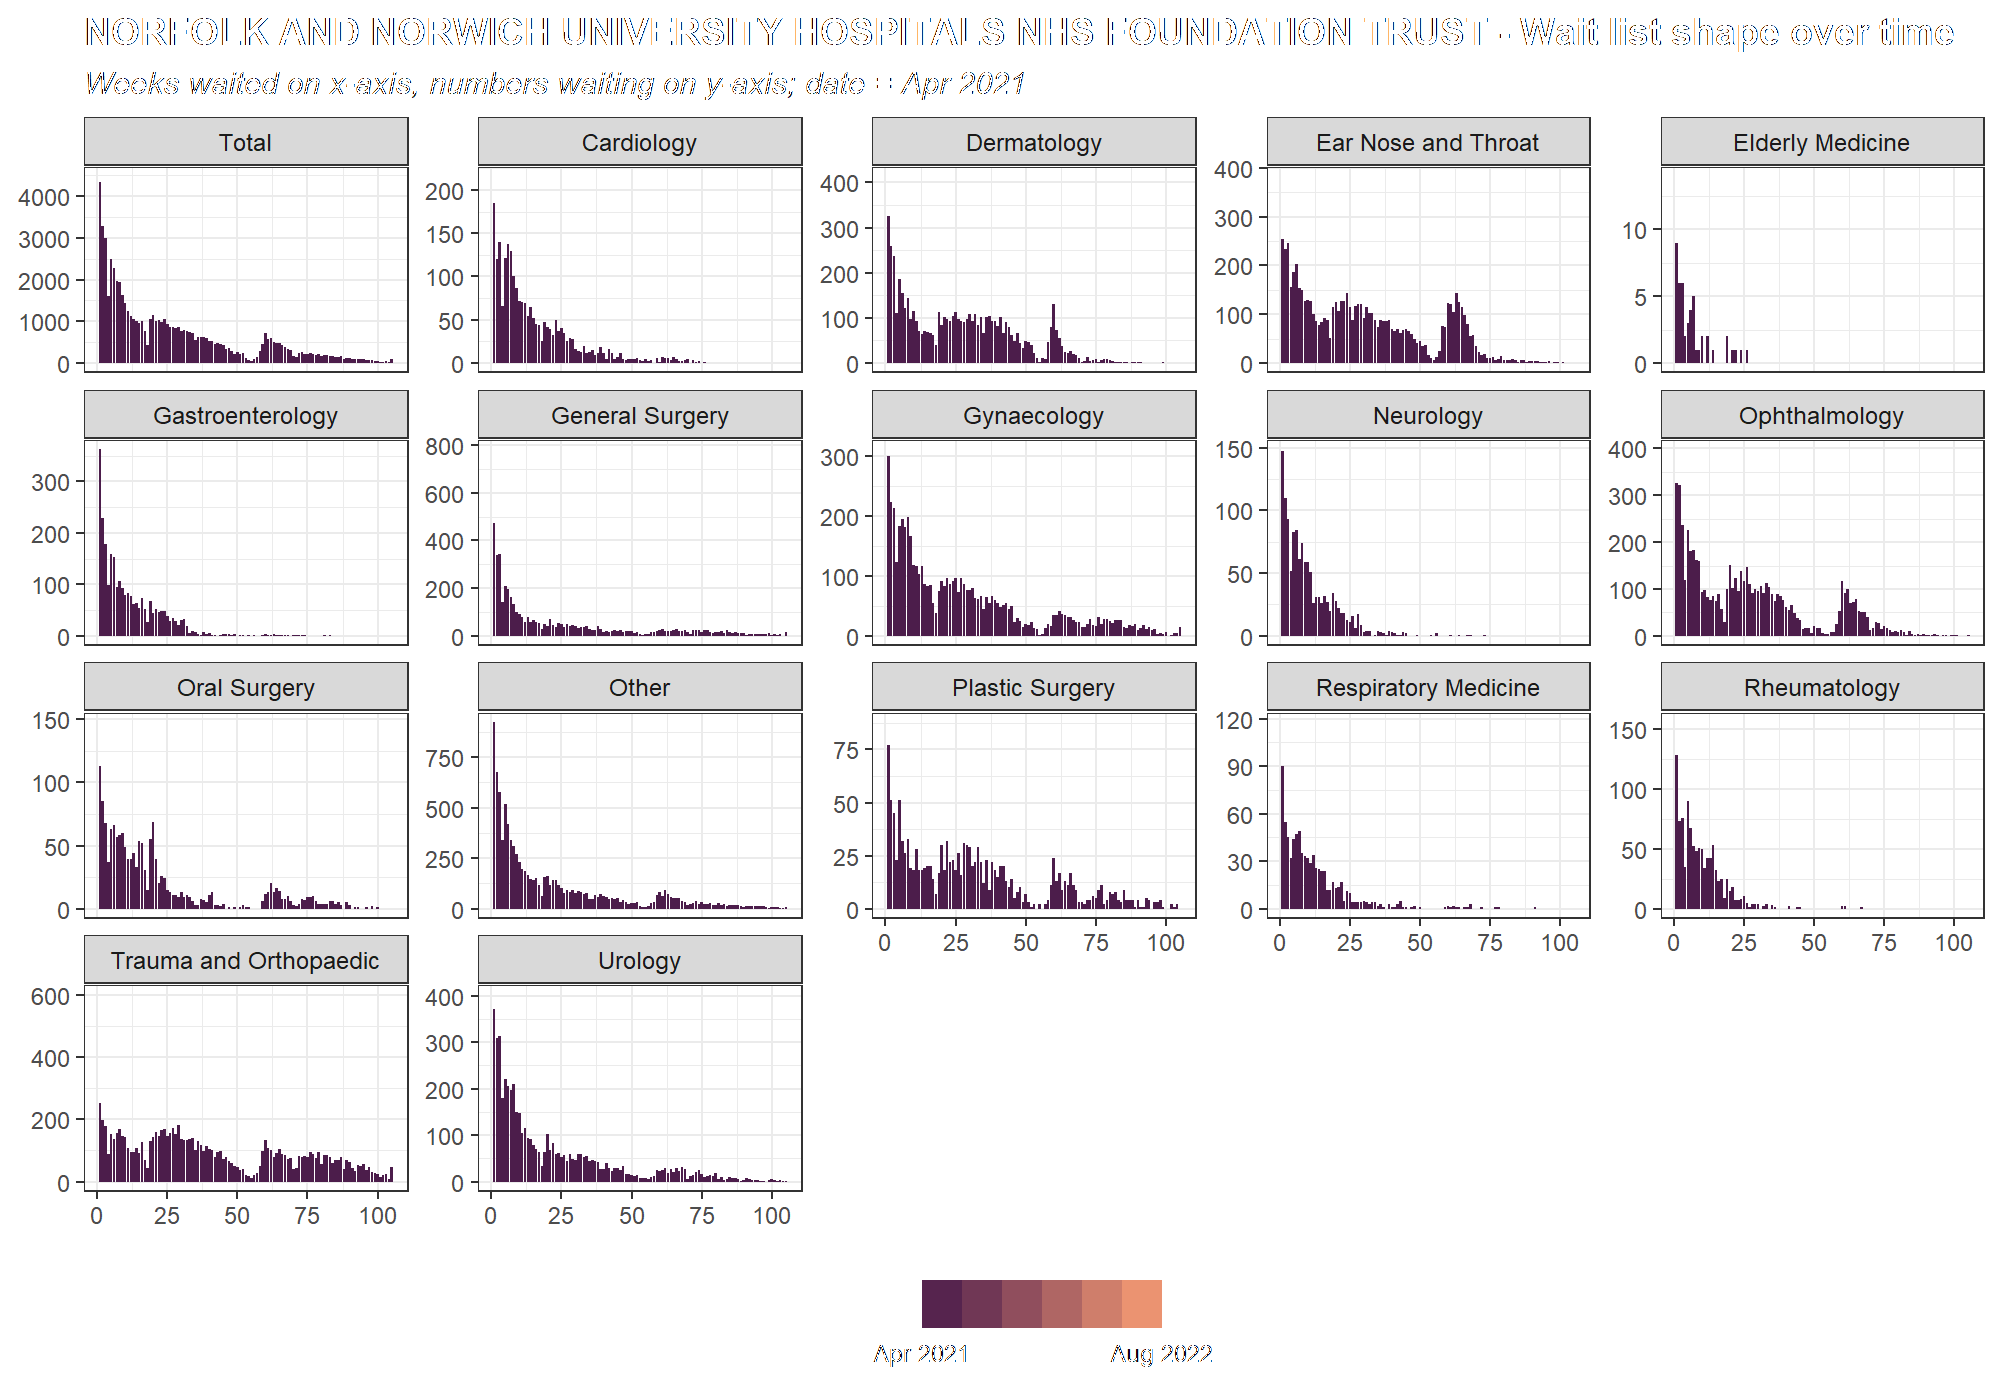 NORFOLK AND NORWICH UNIVERSITY HOSPITALS NHS FOUNDATION TRUST - Wait list shape over time
Weeks waited on x-axis, numbers waiting on y-axis; date = Apr 2021
Total
Cardiology
Dermatology
Ear Nose and Throat
Elderly Medicine
4000
3000
2000
1000
0
200
150
100
50
0
400
300
200
100
0
400
300
200
100
0
10
5
0
Gastroenterology
General Surgery
Gynaecology
Neurology
Ophthalmology
300
200
100
0
800
600
400
200
0
300
200
100
0
150
100
50
0
400
300
200
100
0
Oral Surgery
Other
Plastic Surgery
Respiratory Medicine
Rheumatology
150
100
50
0
750
500
250
0
75
50
25
0
120
90
60
30
0
150
100
50
0
0 25 50 75 100
0 25 50 75 100
0 25 50 75 100
Trauma and Orthopaedic
Urology
600
400
200
0
400
300
200
100
0
0 25 50 75 100
0 25 50 75 100
Apr 2021
Aug 2022